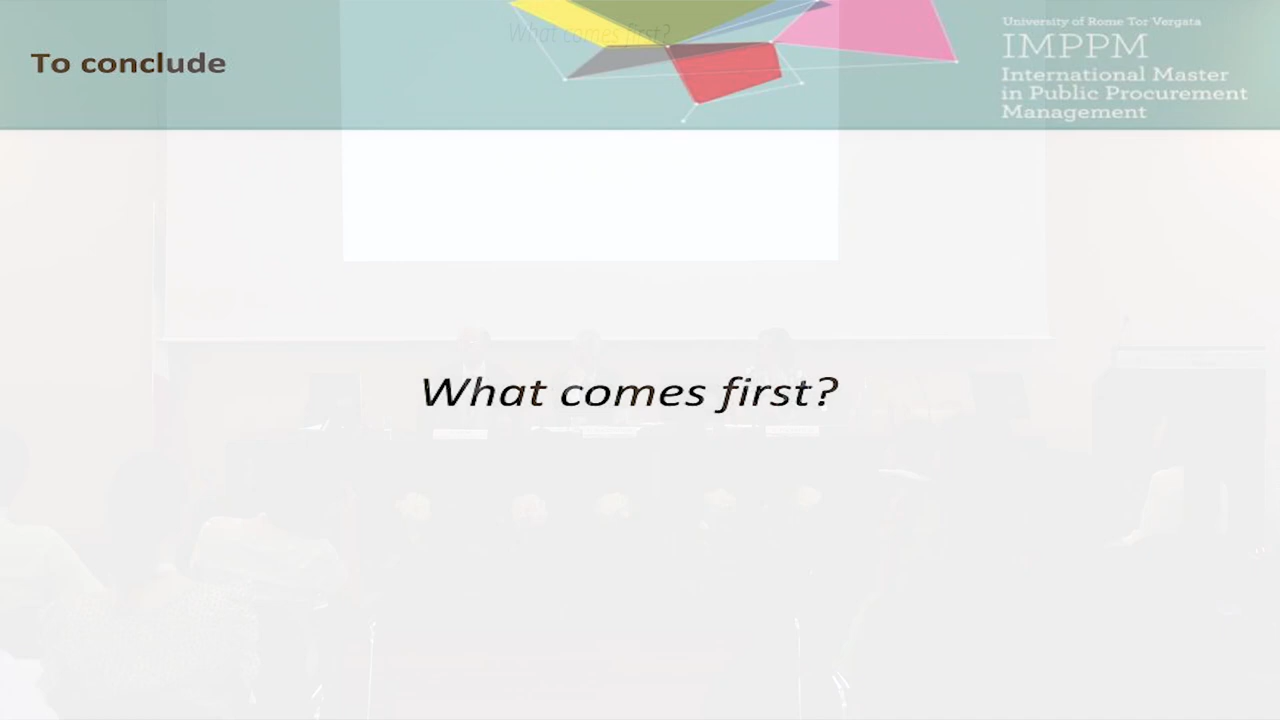 What comes first?
To conclude
University of Rome Tor Vergata
IMPPM
International Master
in Public Procurement
Management
What comes first?